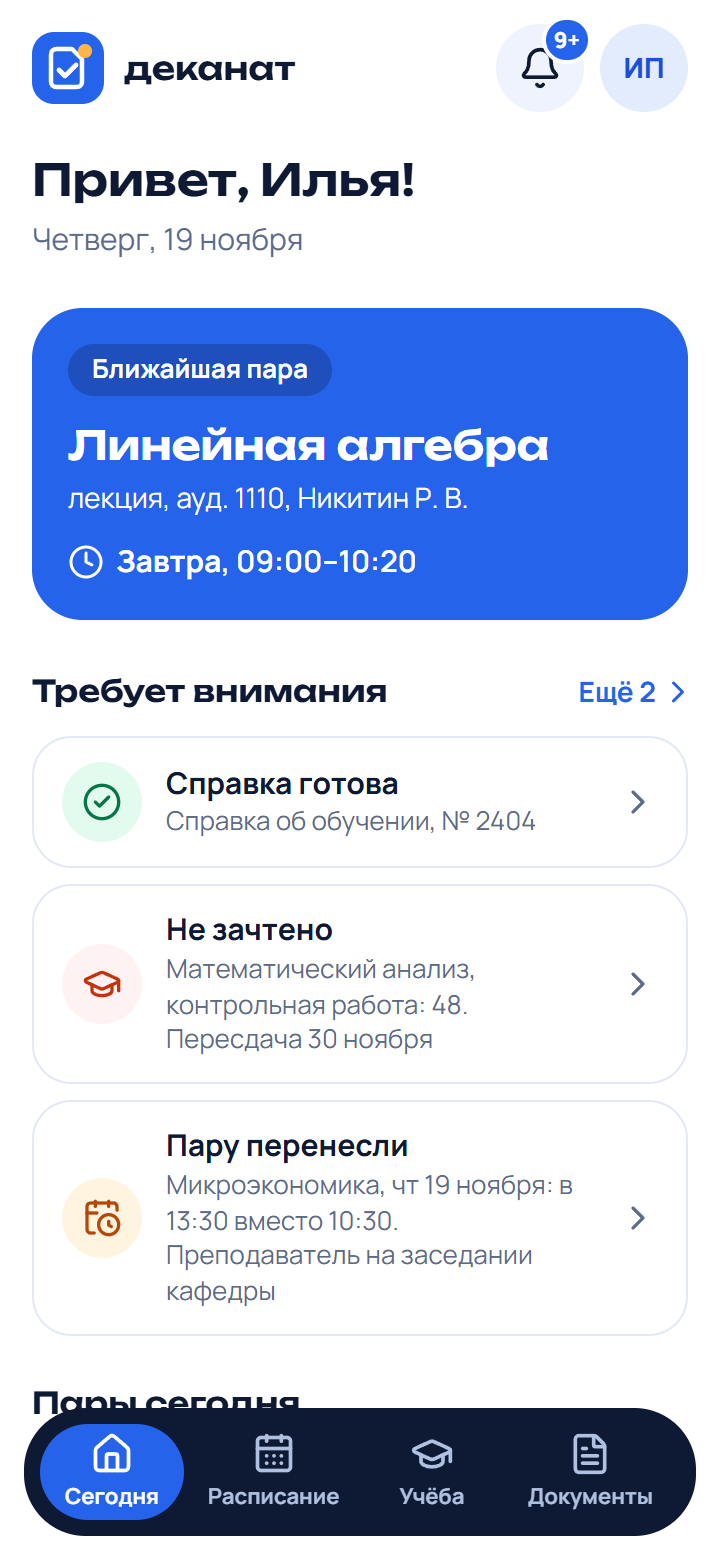 деканат
9+
ИП
Привет, Илья!
Четверг, 19 ноября
Ближайшая пара
Линейная алгебра
лекция, ауд. 1110, Никитин Р. В.
Завтра, 09:00–10:20
Требует внимания
Ещё 2
Справка готова
Справка об обучении, № 2404
Не зачтено
Математический анализ,
контрольная работа: 48.
Пересдача 30 ноября
Пару перенесли
Микроэкономика, чт 19 ноября: в
13:30 вместо 10:30.
Преподаватель на заседании
кафедры
Пары сегодня
Сегодня
Расписание
Учёба
Документы